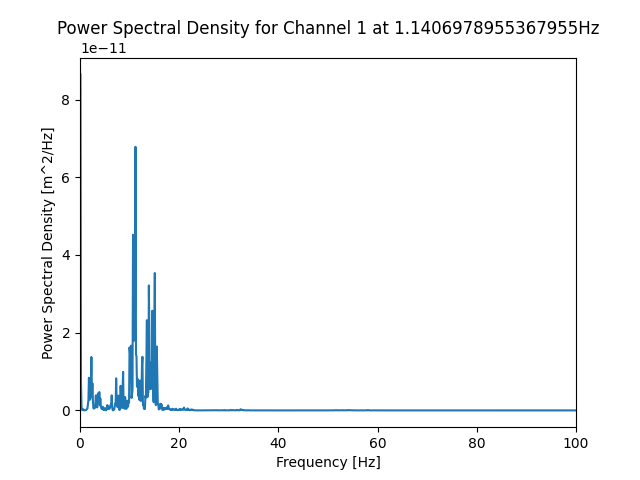 Power Spectral Density for Channel 1 at 1.1406978955367955Hz
1e−11
8
6
4
2
0
Power Spectral Density [m^2/Hz]
0 20 40 60 80 100
Frequency [Hz]